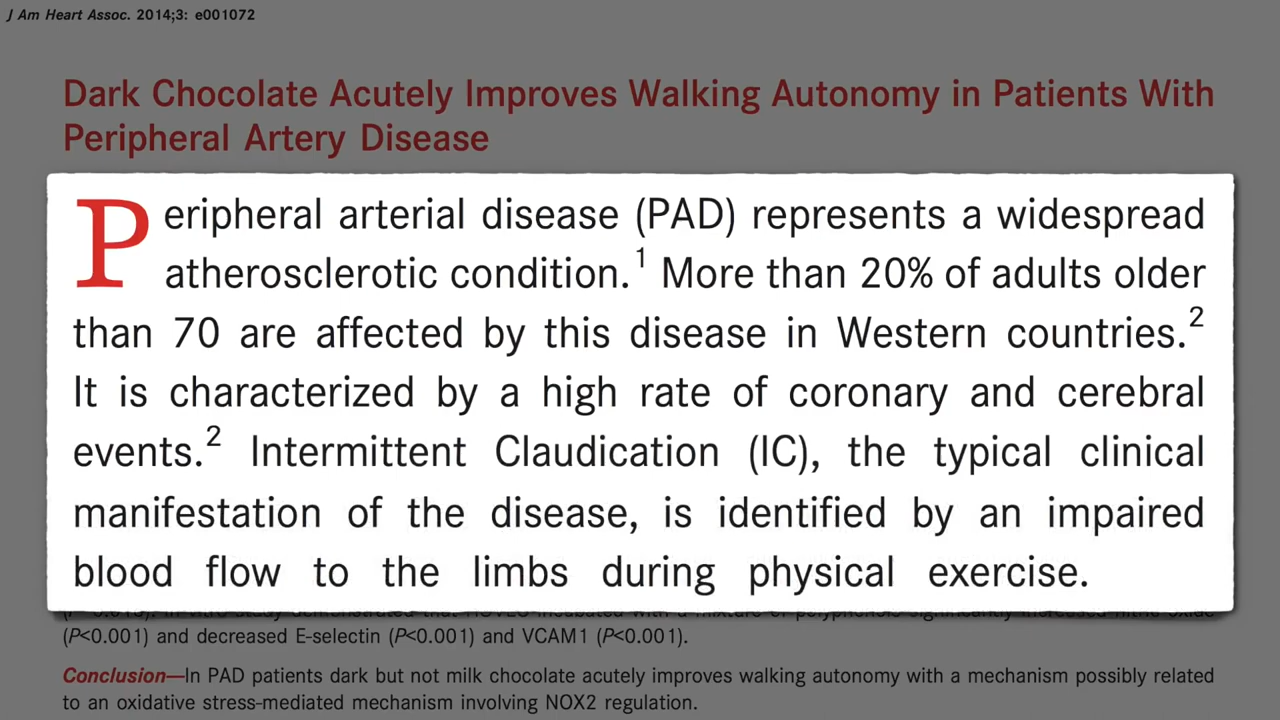 J Am Heart Assoc. 2014;3: e001072
Dark Chocolate Acutely Improves Walking Autonomy in Patients With
Peripheral Artery Disease
Peripheral arterial disease (PAD) represents a widespread
atherosclerotic condition.1 More than 20% of adults older
than 70 are affected by this disease in Western countries.2
It is characterized by a high rate of coronary and cerebral
events.2 Intermittent Claudication (IC), the typical clinical
manifestation of the disease, is identified by an impaired
blood flow to the limbs during physical exercise.
(P<0.001) and decreased E-selectin (P<0.001) and VCAM1 (P<0.001).
Conclusion—In PAD patients dark but not milk chocolate acutely improves walking autonomy with a mechanism possibly related
to an oxidative stress-mediated mechanism involving NOX2 regulation.